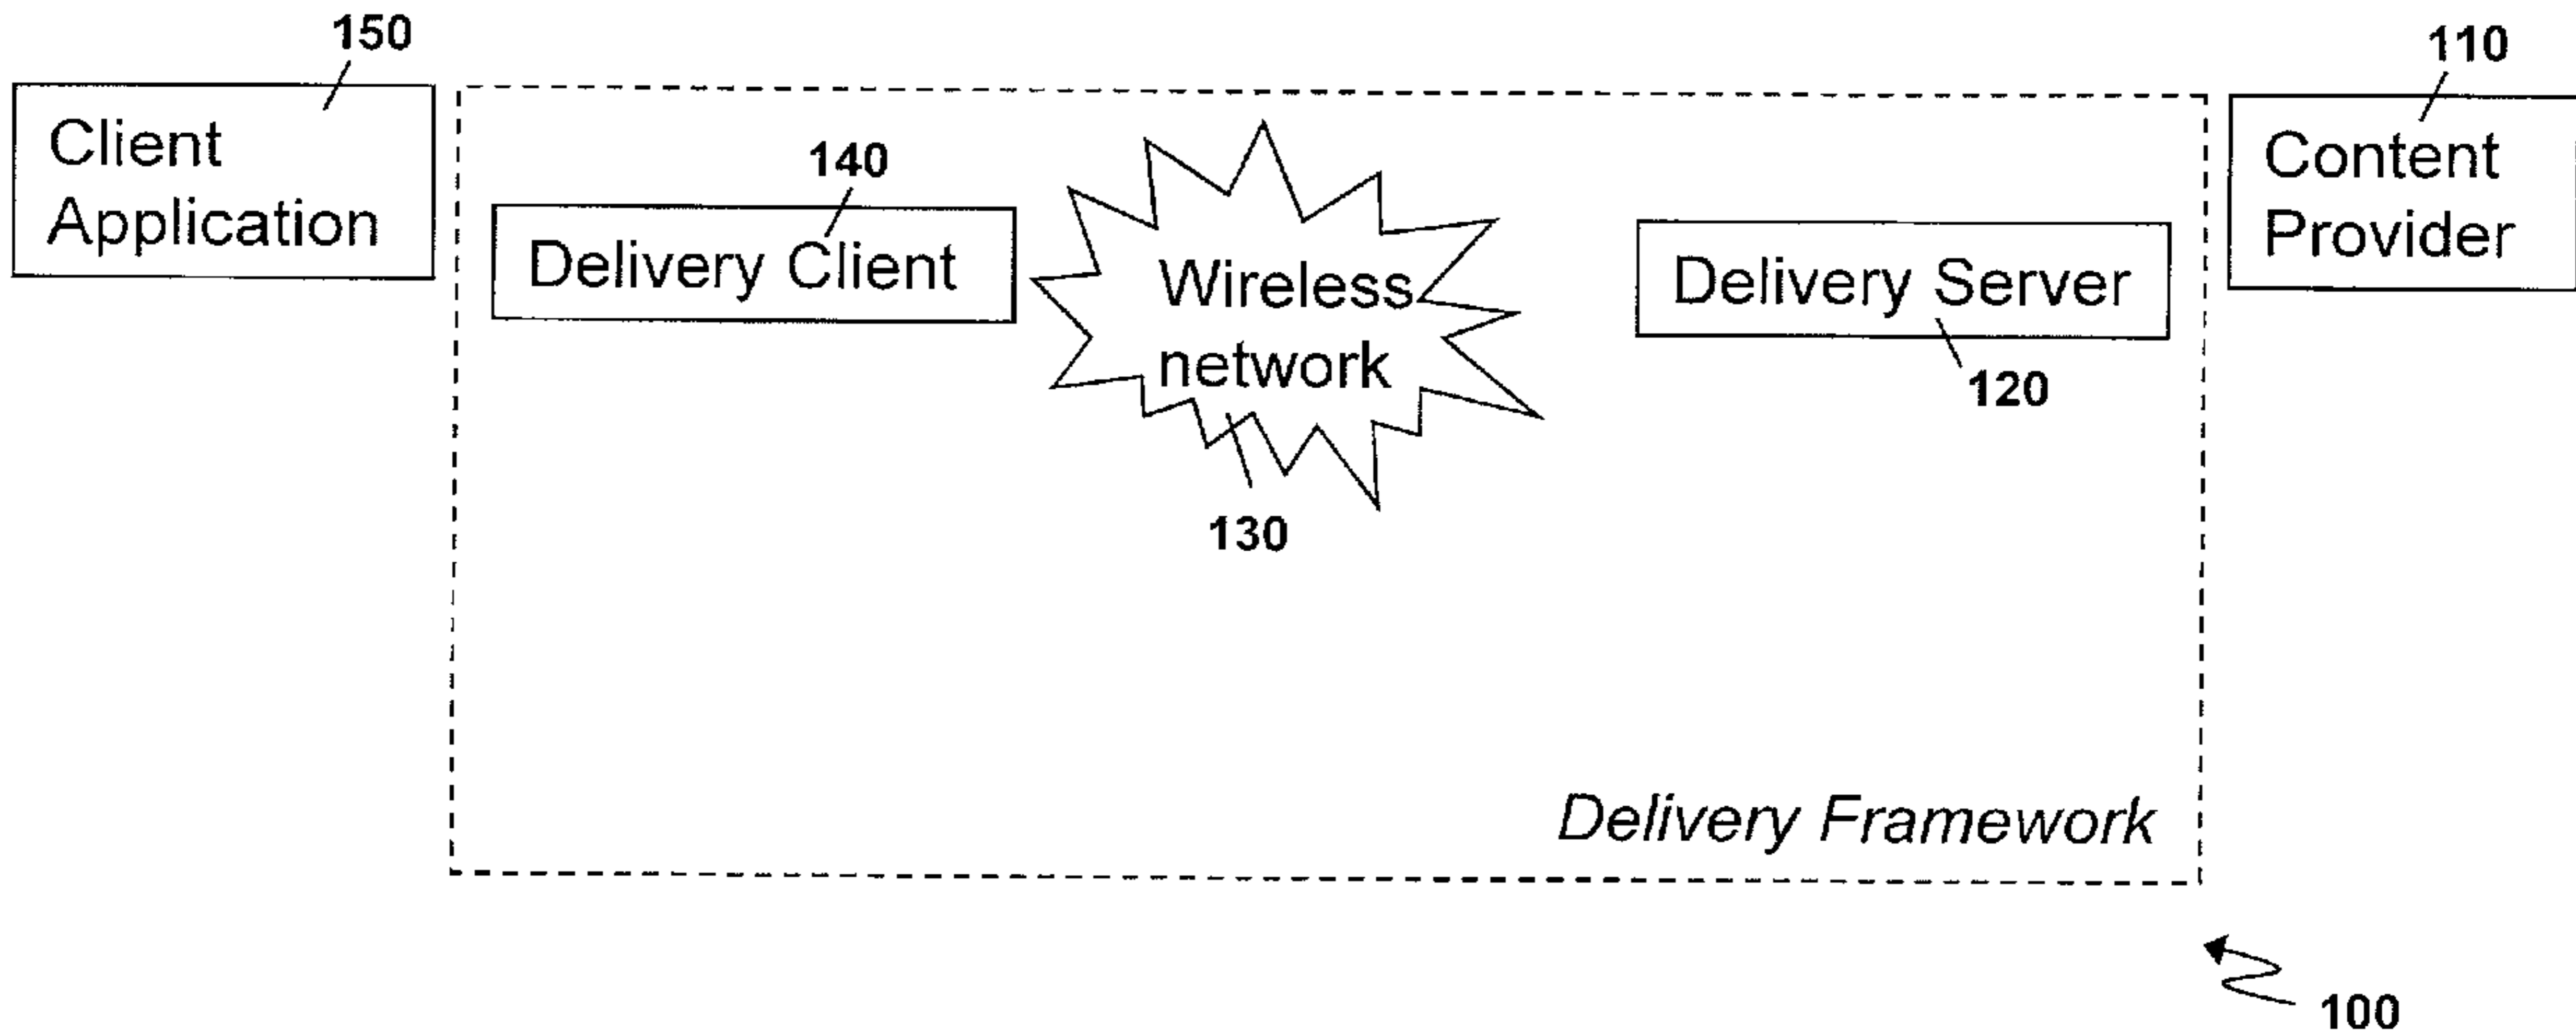 150
110
Client
Application
140
Delivery Client
Wireless
network
130
Delivery Server
120
Content
Provider
Delivery Framework
100